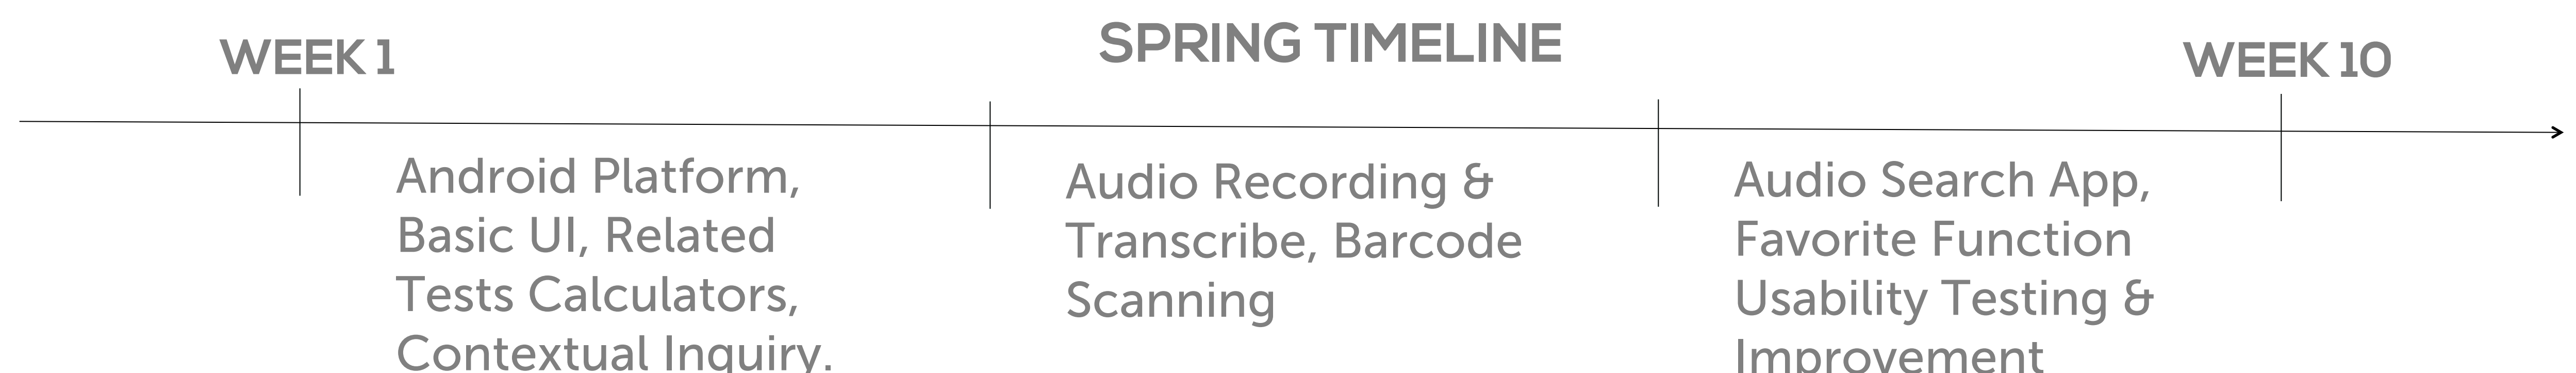 SPRING TIMELINE
WEEK 1
WEEK 10
Android Platform,
Basic UI, Related
Tests Calculators,
Contextual Inquiry.
Audio Recording &
Transcribe, Barcode
Scanning
Audio Search App,
Favorite Function
Usability Testing &
Improvement